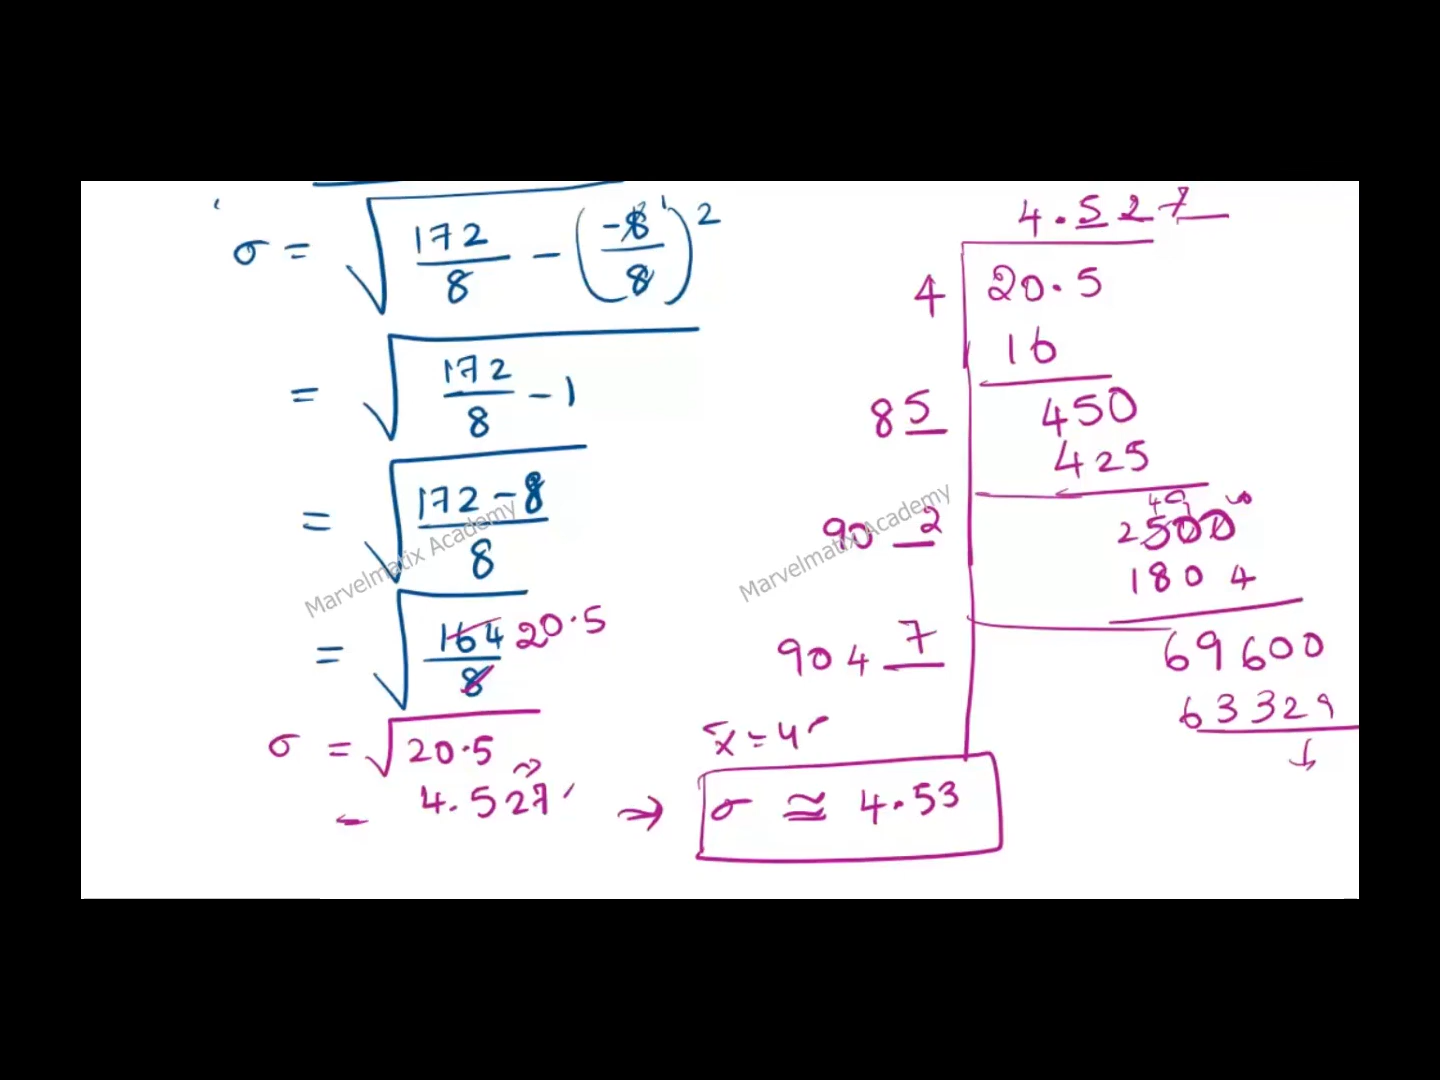 σ = √(172/8 - (-8/8)²)
= √(172/8 - 1)
= √((172-8)/8)
= √(164/8) 20.5
σ = √20.5
= 4.527
4.527
4 20.5
16
85 450
425
90 2 2500
1804
904 7 69600
63329
x̄ = 4
→ σ ≅ 4.53
Marvelmatix Academy
Marvelmatix Academy